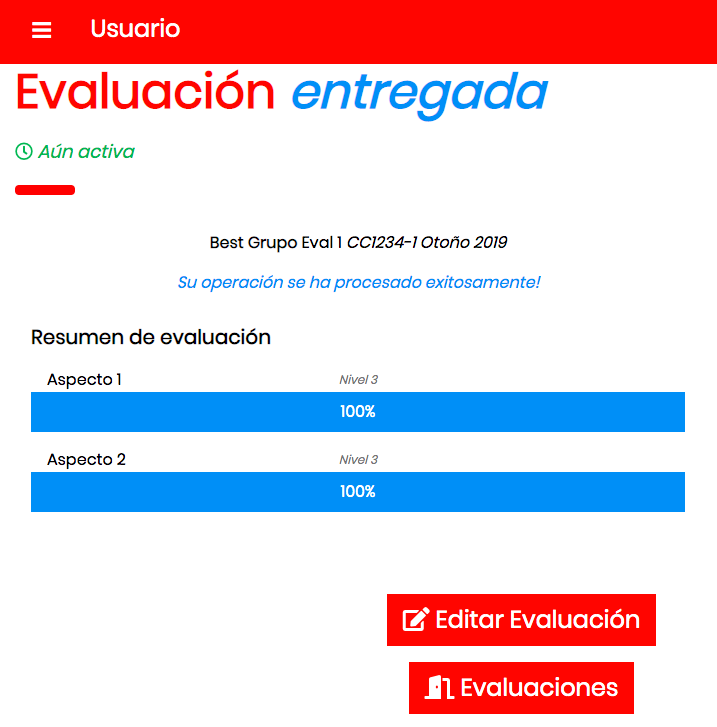 Usuario
Evaluación entregada
Aún activa
Best Grupo Eval 1 CC1234-1 Otoño 2019
Su operación se ha procesado exitosamente!
Resumen de evaluación
Aspecto 1 Nivel 3
100%
Aspecto 2 Nivel 3
100%
Editar Evaluación
Evaluaciones